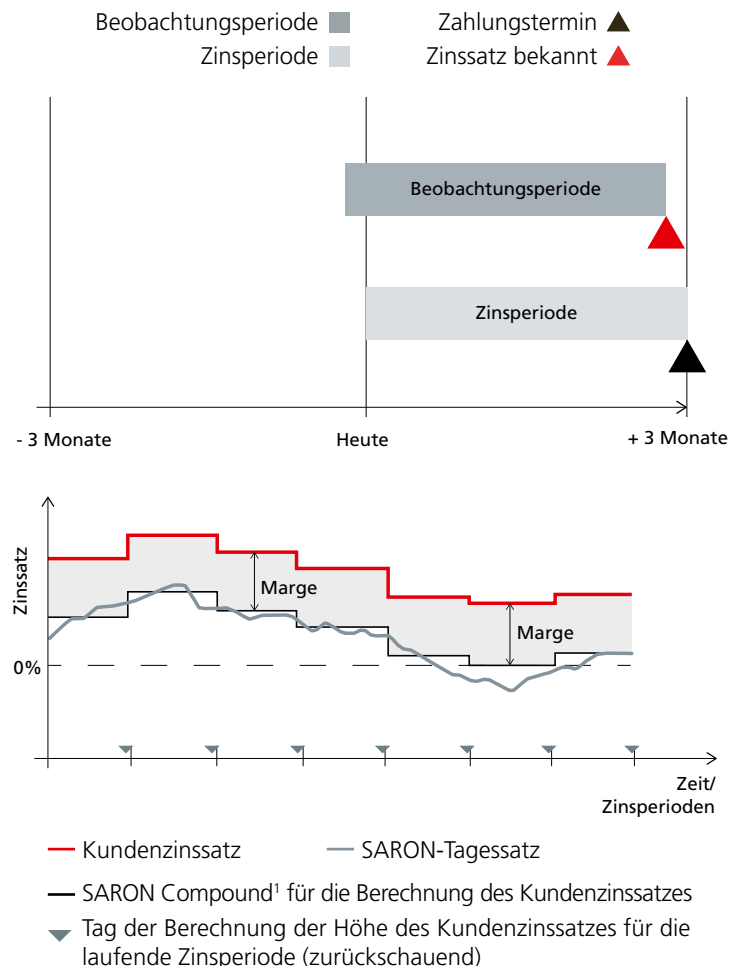 Beobachtungsperiode
Zahlungstermin
Zinsperiode
Zinssatz bekannt
Beobachtungsperiode
Zinsperiode
- 3 Monate
Heute
+ 3 Monate
Zinssatz
Marge
Marge
0%
Zeit/
Zinsperioden
Kundenzinssatz
SARON-Tagessatz
SARON Compound¹ für die Berechnung des Kundenzinssatzes
Tag der Berechnung der Höhe des Kundenzinssatzes für die
laufende Zinsperiode (zurückschauend)